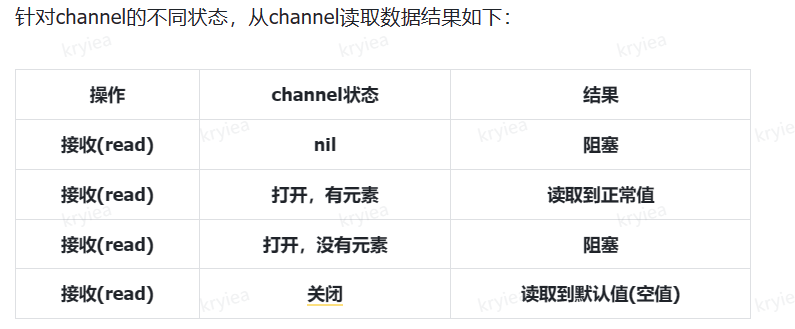 针对channel的不同状态，从channel读取数据结果如下：
操作 channel状态 结果
接收(read) nil 阻塞
接收(read) 打开，有元素 读取到正常值
接收(read) 打开，没有元素 阻塞
接收(read) 关闭 读取到默认值(空值)
kryiea
kryiea
kryiea
kryiea
kryiea
kryiea
kryiea
kryiea
kryiea
kryiea